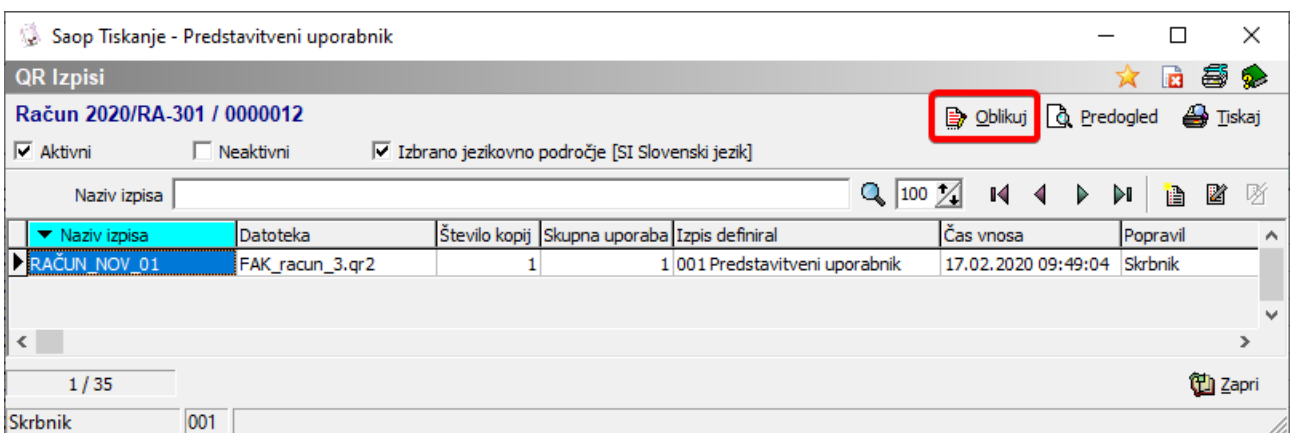 Saop Tiskanje - Predstavitveni uporabnik
QR Izpisi
Račun 2020/RA-301 / 0000012
Oblikuj Predogled Tiskaj
Aktivni Neaktivni Izbrano jezikovno področje [SI Slovenski jezik]
Naziv izpisa 100
Naziv izpisa Datoteka Število kopij Skupna uporaba Izpis definiral Čas vnosa Popravil
RAČUN_NOV_01 FAK_racun_3.qr2 1 1 001 Predstavitveni uporabnik 17.02.2020 09:49:04 Skrbnik
1 / 35
Zapri
Skrbnik 001